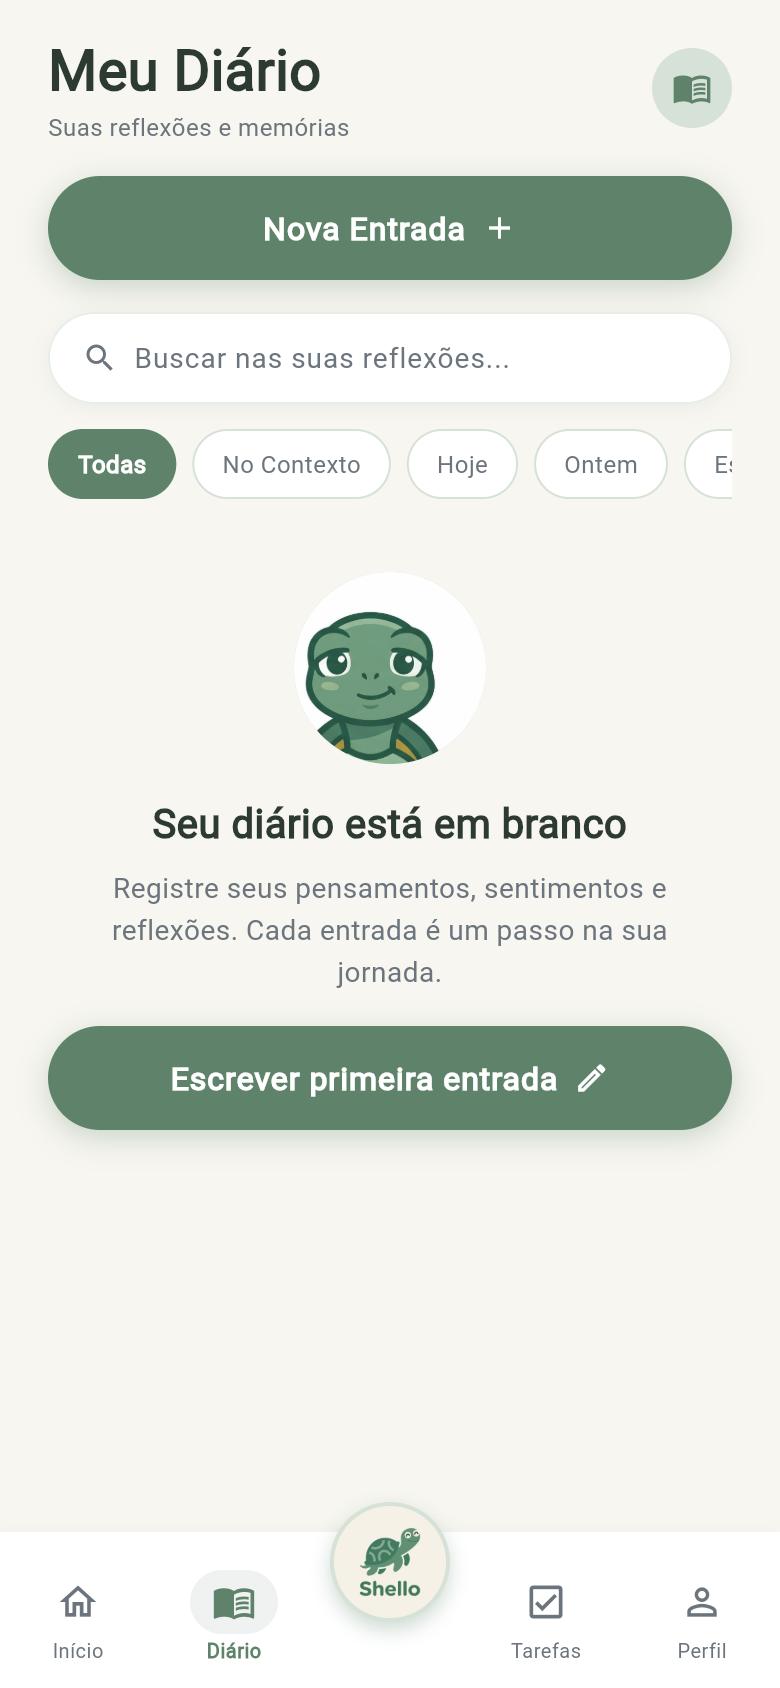 Meu Diário
Suas reflexões e memórias
Nova Entrada
Buscar nas suas reflexões...
Todas
No Contexto
Hoje
Ontem
Seu diário está em branco
Registre seus pensamentos, sentimentos e
reflexões. Cada entrada é um passo na sua
jornada.
Escrever primeira entrada
Shello
Início
Diário
Tarefas
Perfil